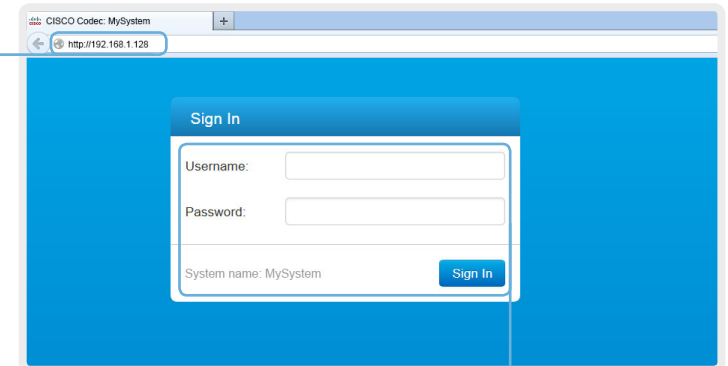 CISCO Codec: MySystem
http://192.168.1.128
Sign In
Username:
Password:
System name: MySystem
Sign In